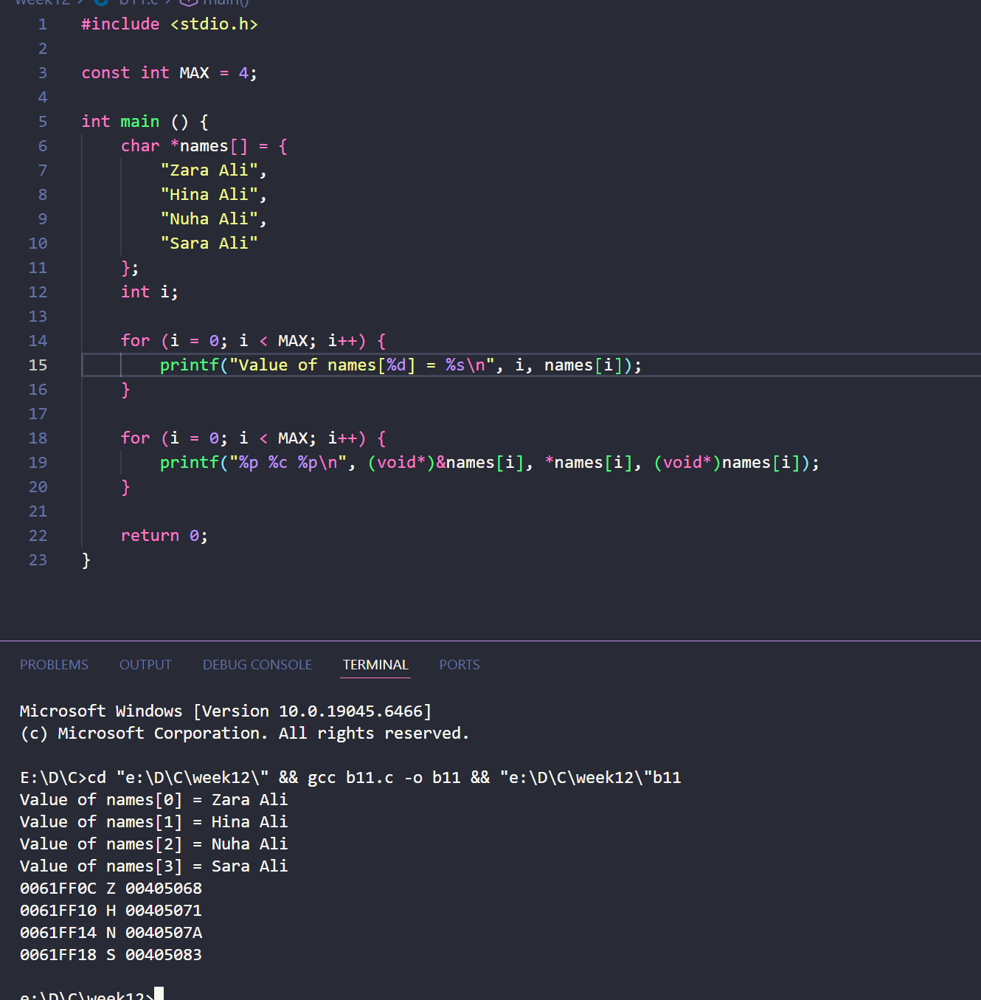 week12 > b11.c > main()
1 #include <stdio.h>
2
3 const int MAX = 4;
4
5 int main () {
6     char *names[] = {
7         "Zara Ali",
8         "Hina Ali",
9         "Nuha Ali",
10         "Sara Ali"
11     };
12     int i;
13
14     for (i = 0; i < MAX; i++) {
15         printf("Value of names[%d] = %s\n", i, names[i]);
16     }
17
18     for (i = 0; i < MAX; i++) {
19         printf("%p %c %p\n", (void*)&names[i], *names[i], (void*)names[i]);
20     }
21
22     return 0;
23 }
PROBLEMS OUTPUT DEBUG CONSOLE TERMINAL PORTS
Microsoft Windows [Version 10.0.19045.6466]
(c) Microsoft Corporation. All rights reserved.
E:\D\C>cd "e:\D\C\week12\" && gcc b11.c -o b11 && "e:\D\C\week12\"b11
Value of names[0] = Zara Ali
Value of names[1] = Hina Ali
Value of names[2] = Nuha Ali
Value of names[3] = Sara Ali
0061FF0C Z 00405068
0061FF10 H 00405071
0061FF14 N 0040507A
0061FF18 S 00405083
e:\D\C\week12>